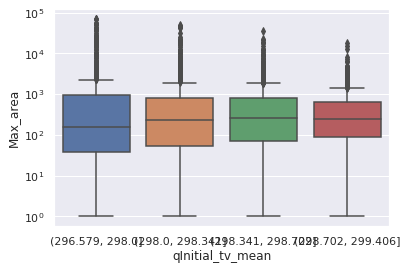 10⁵
10⁴
10³
10²
10¹
10⁰
Max_area
(296.579, 298.0] (298.0, 298.341] (298.341, 298.702] (298.702, 299.406]
qInitial_tv_mean